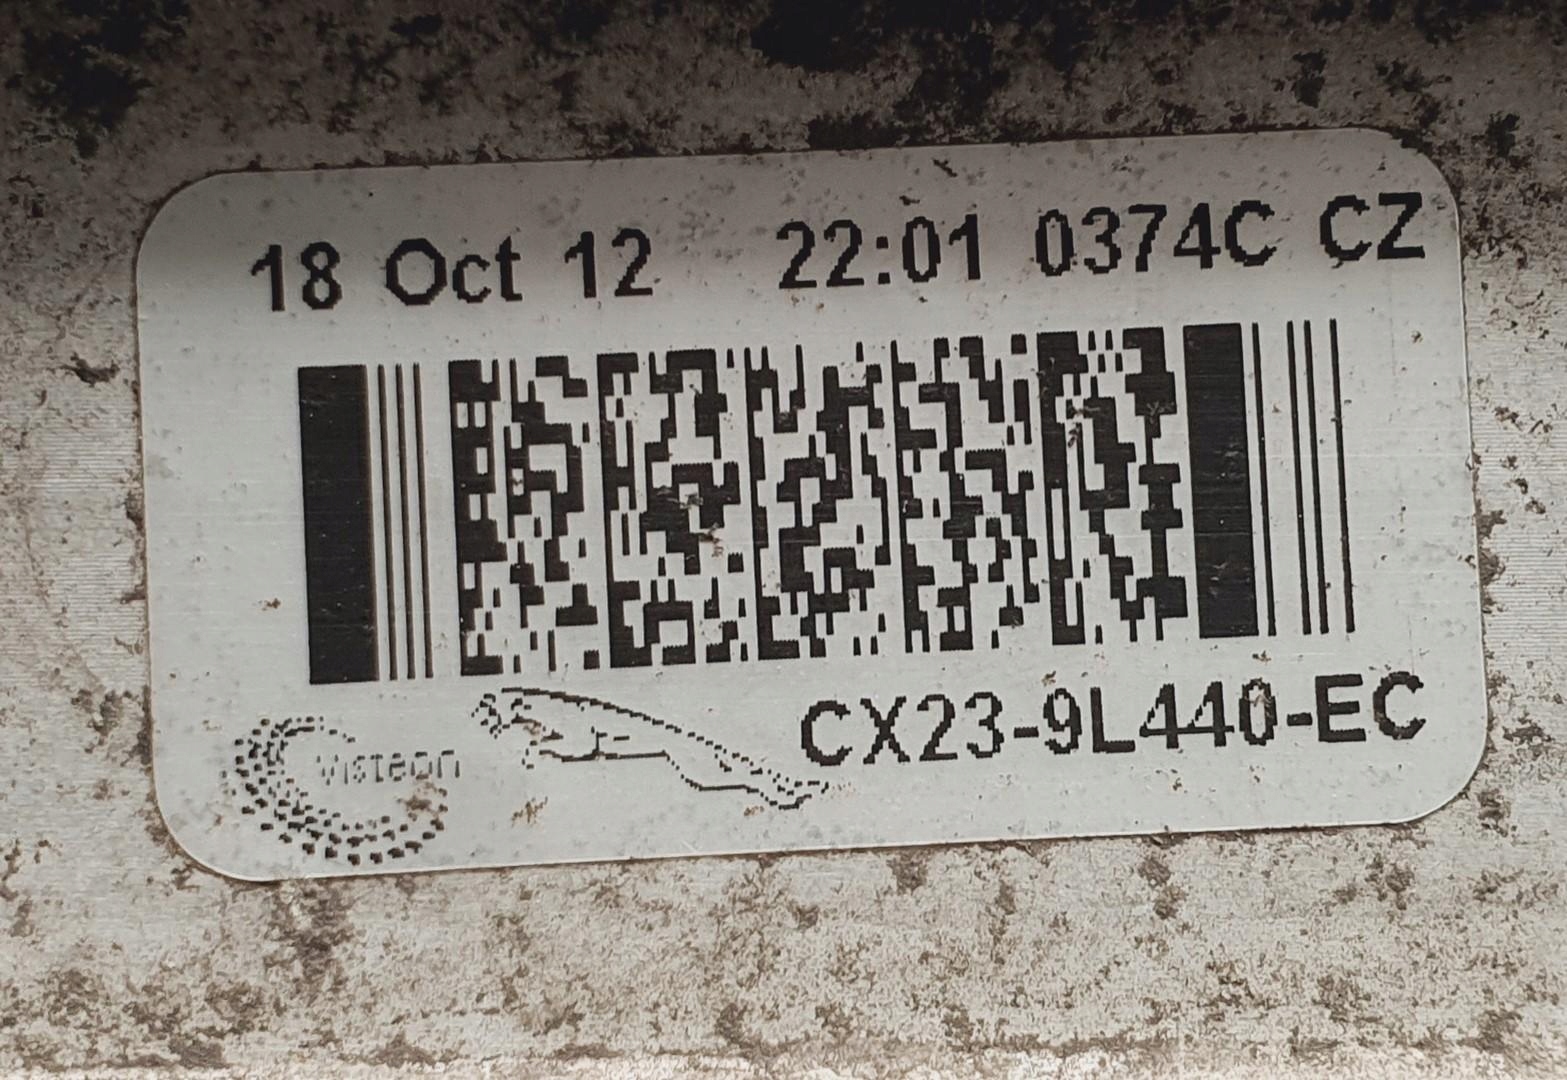 18 Oct 12 22:01 0374C CZ
CX23-9L440-EC
Visteon